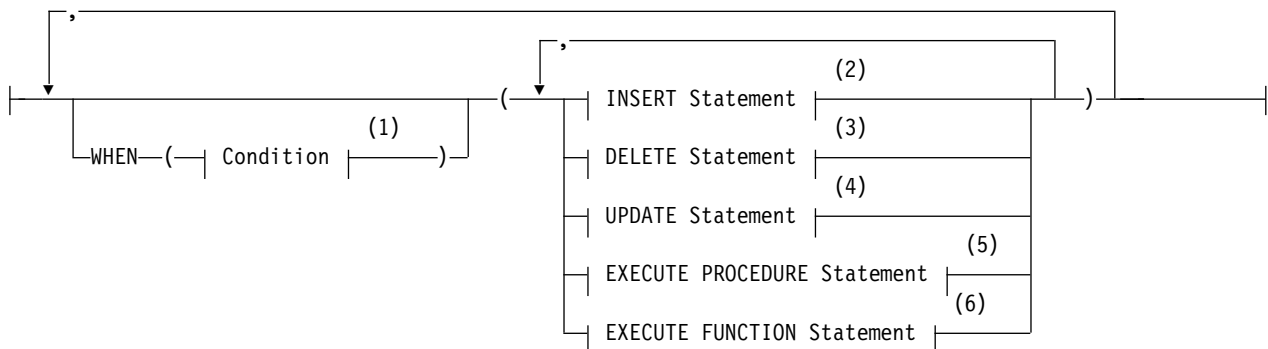 ,
,
(2)
( INSERT Statement )
(1) (3)
WHEN ( Condition ) DELETE Statement
(4)
UPDATE Statement
(5)
EXECUTE PROCEDURE Statement
(6)
EXECUTE FUNCTION Statement